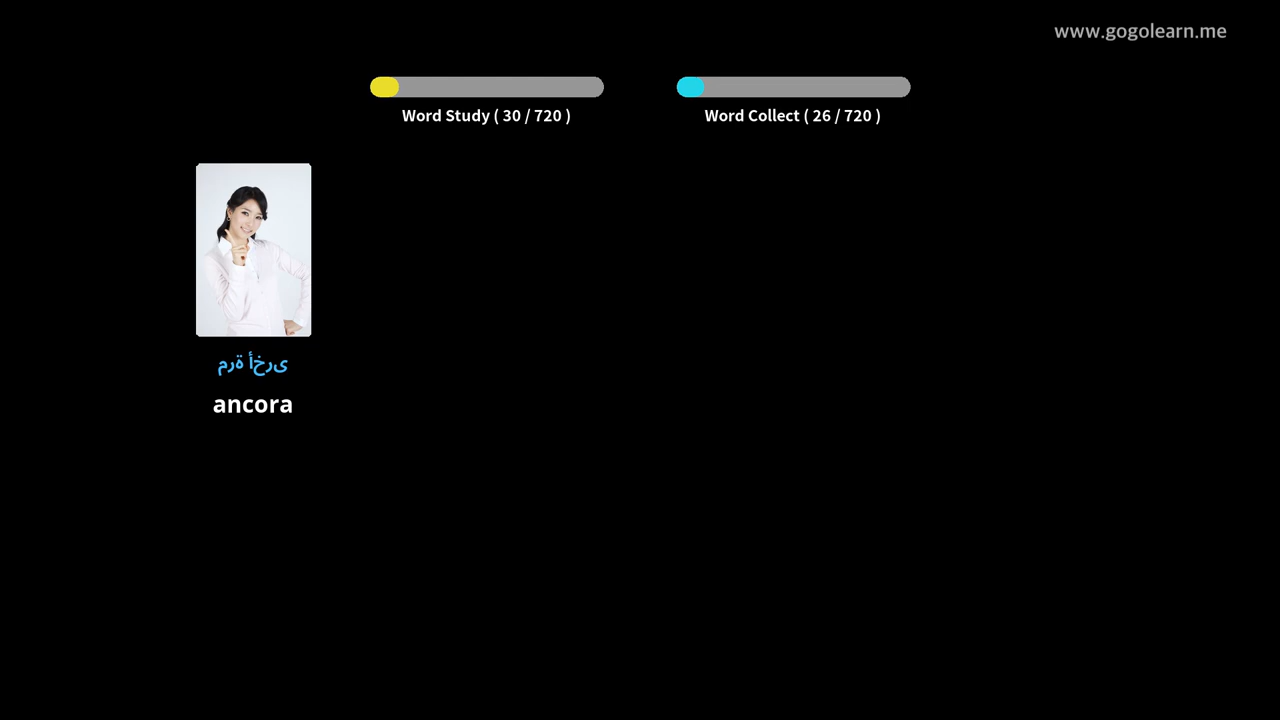 www.gogolearn.me
Word Study ( 30 / 720 )
Word Collect ( 26 / 720 )
مرة أخرى
ancora